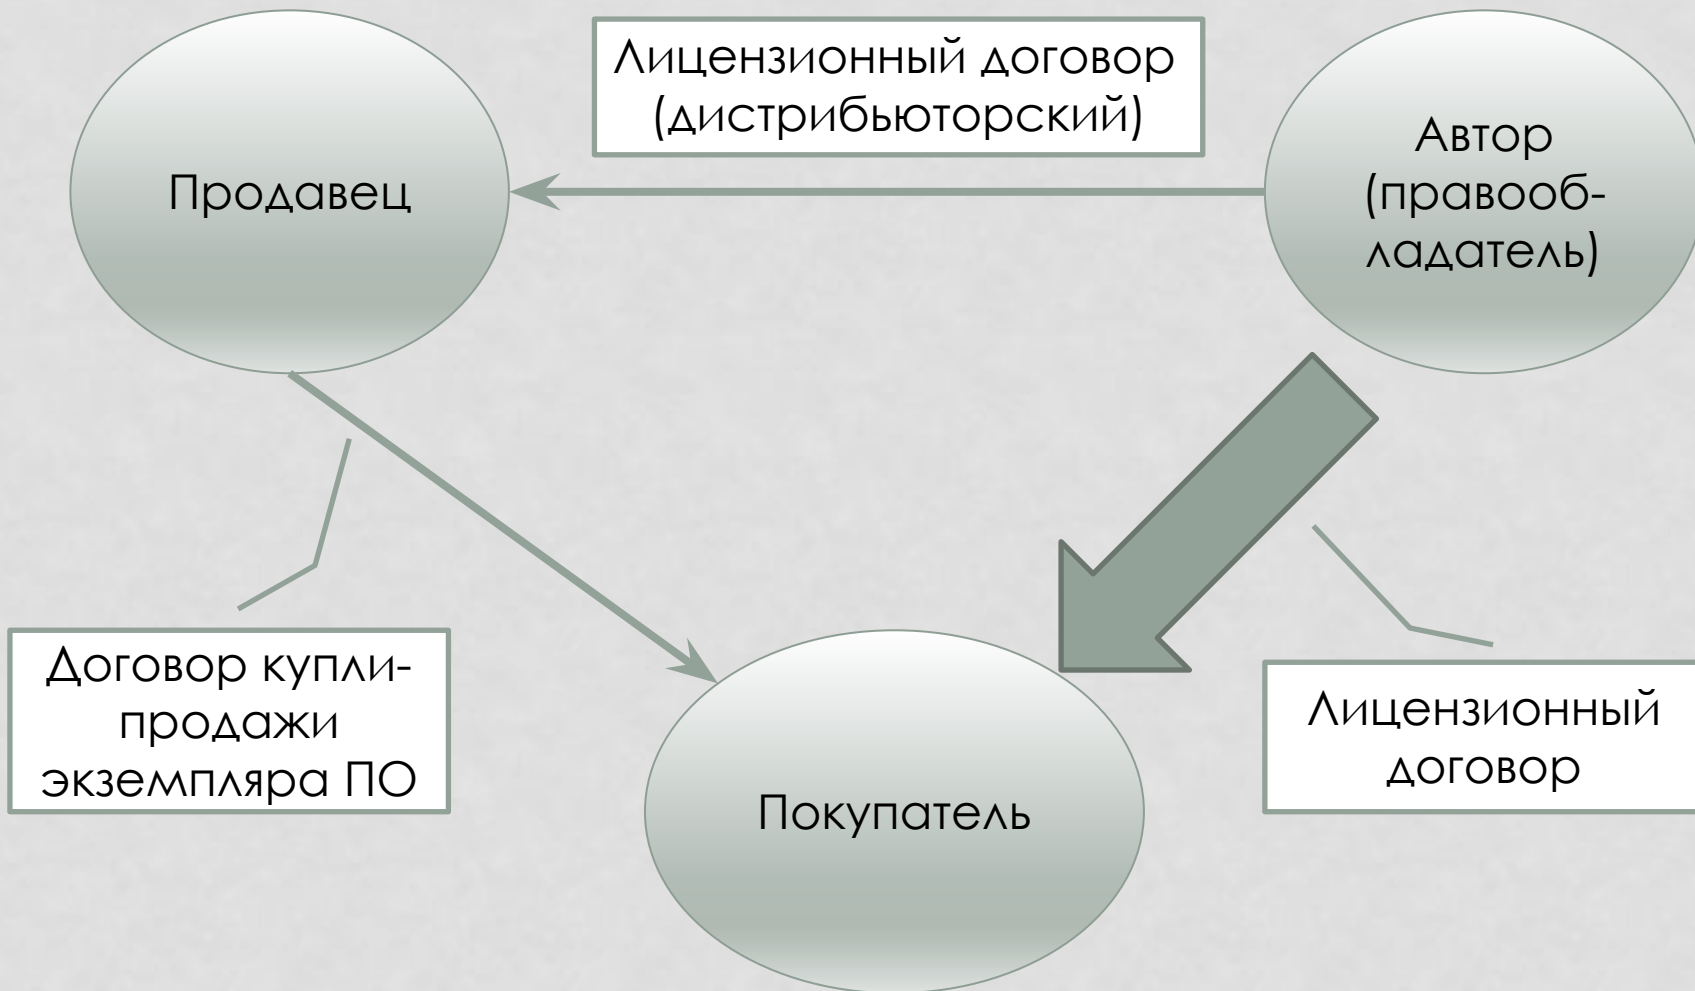 Лицензионный договор
(дистрибьюторский)
Продавец
Автор
(правооб-
ладатель)
Договор купли-
продажи
экземпляра ПО
Лицензионный
договор
Покупатель